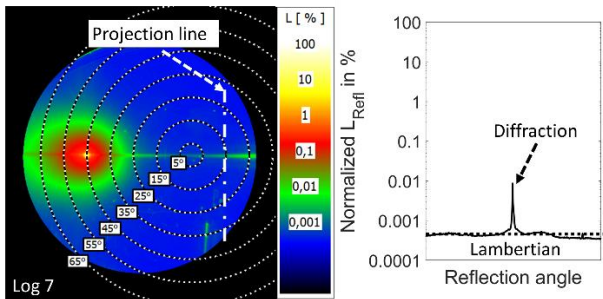 Projection line
5°
15°
25°
35°
45°
55°
65°
Log 7
L [ % ]
100
10
1
0,1
0,01
0,001
Normalized L_Refl in %
100
10
1
0.1
0.01
0.001
0.0001
Diffraction
Lambertian
Reflection angle